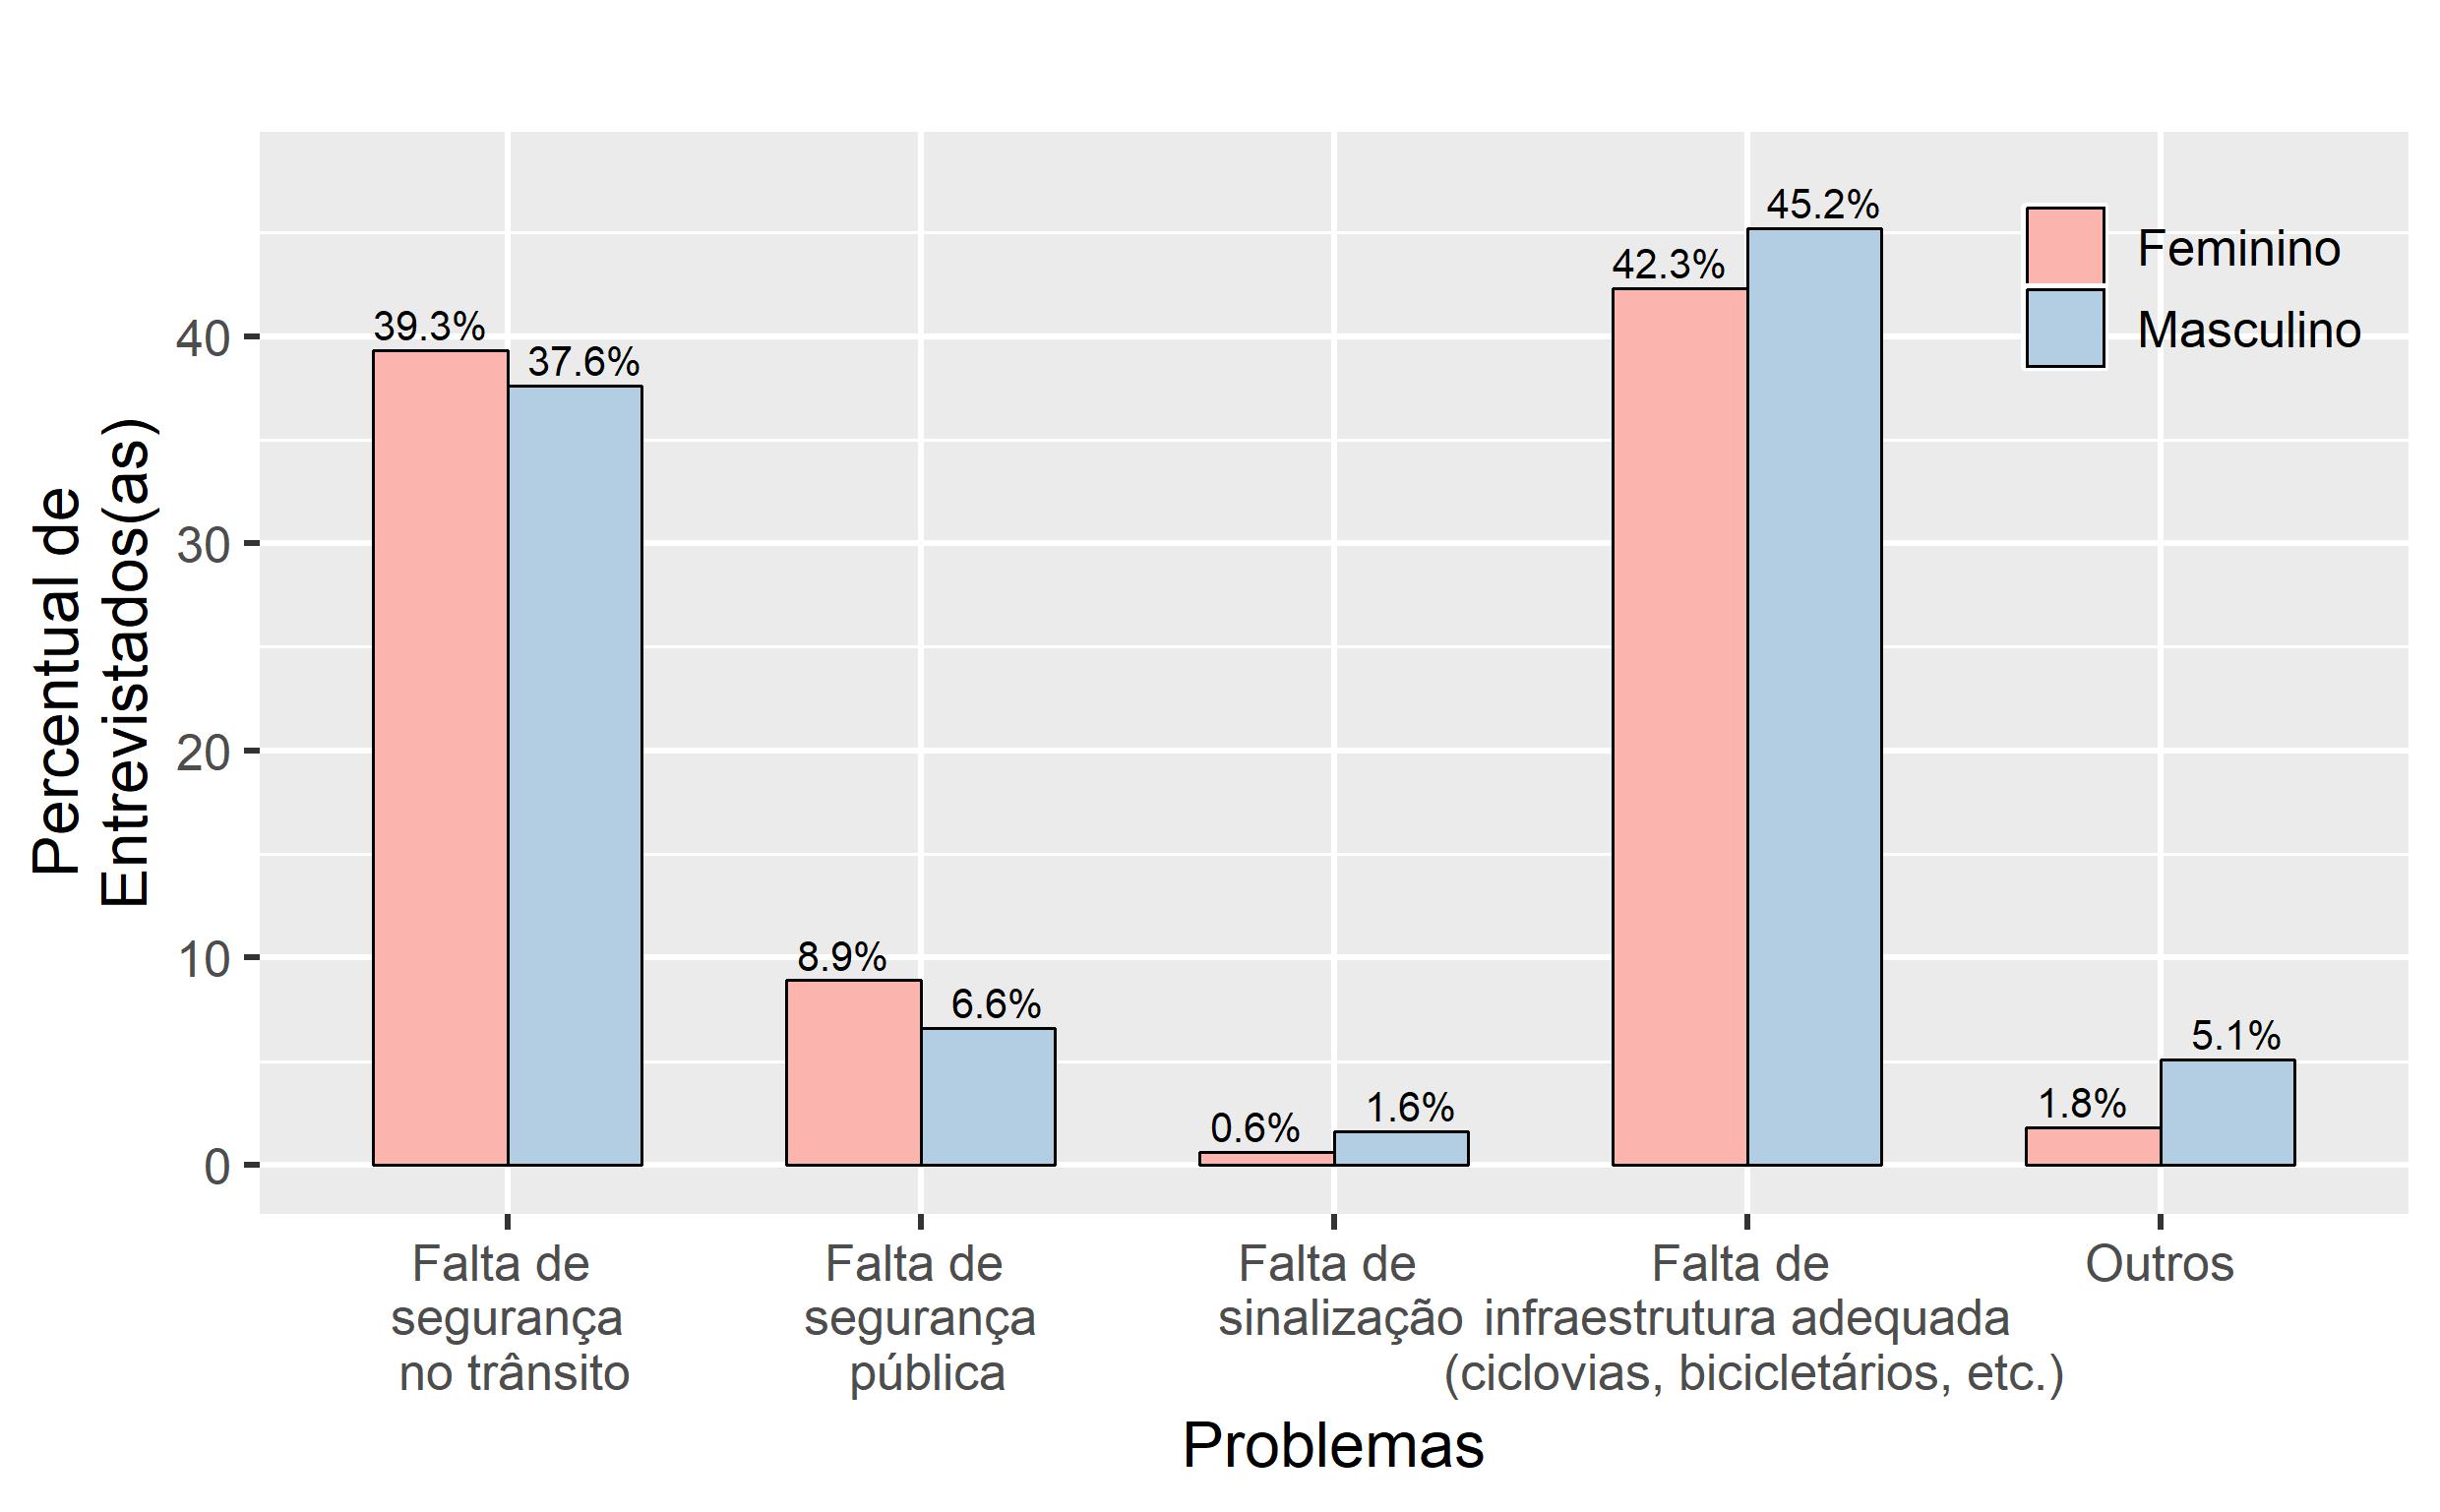 45.2%
42.3%
39.3%
37.6%
8.9%
6.6%
0.6%
1.6%
1.8%
5.1%
Feminino
Masculino
Percentual de
Entrevistados(as)
40
30
20
10
0
Falta de
segurança
no trânsito
Falta de
segurança
pública
Falta de
sinalização
Falta de
infraestrutura adequada
(ciclovias, bicicletários, etc.)
Outros
Problemas